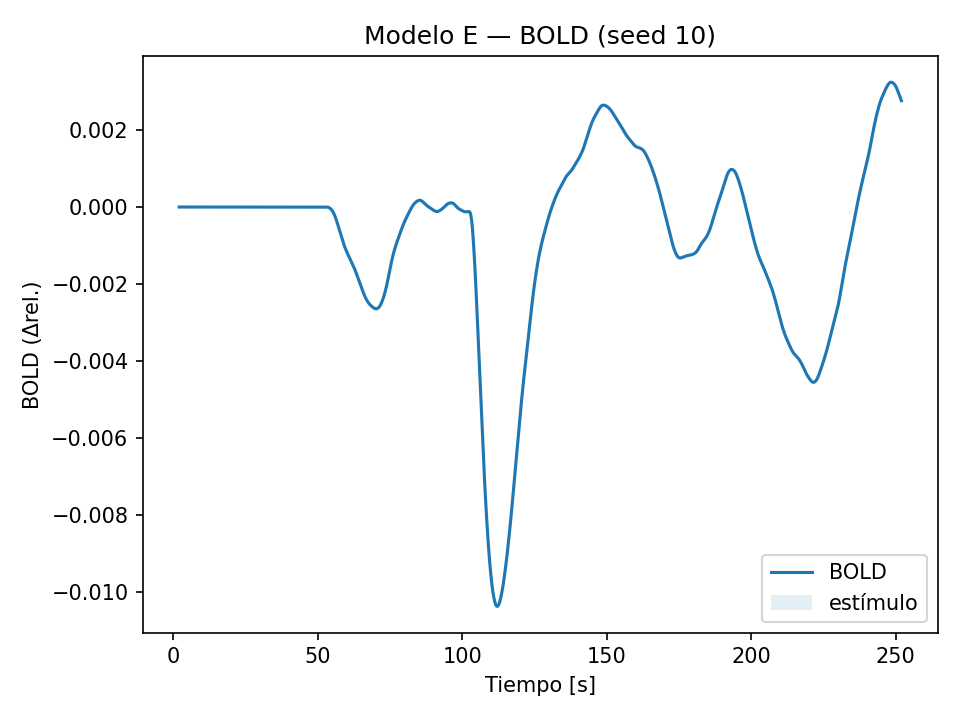 Modelo E — BOLD (seed 10)
BOLD (Δrel.)
0.002
0.000
−0.002
−0.004
−0.006
−0.008
−0.010
BOLD
estímulo
0 50 100 150 200 250
Tiempo [s]